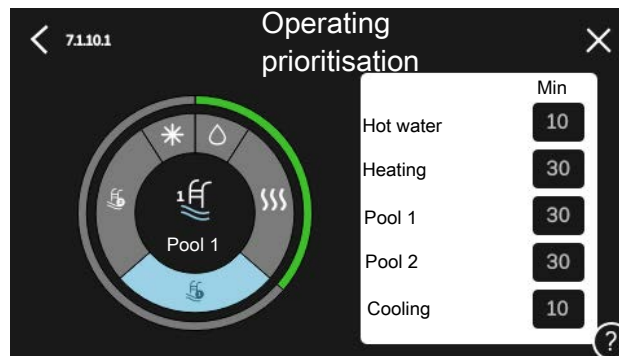 7.1.10.1
Operating
prioritisation
Min
Hot water 10
Heating 30
Pool 1 30
Pool 2 30
Cooling 10
1
Pool 1
?